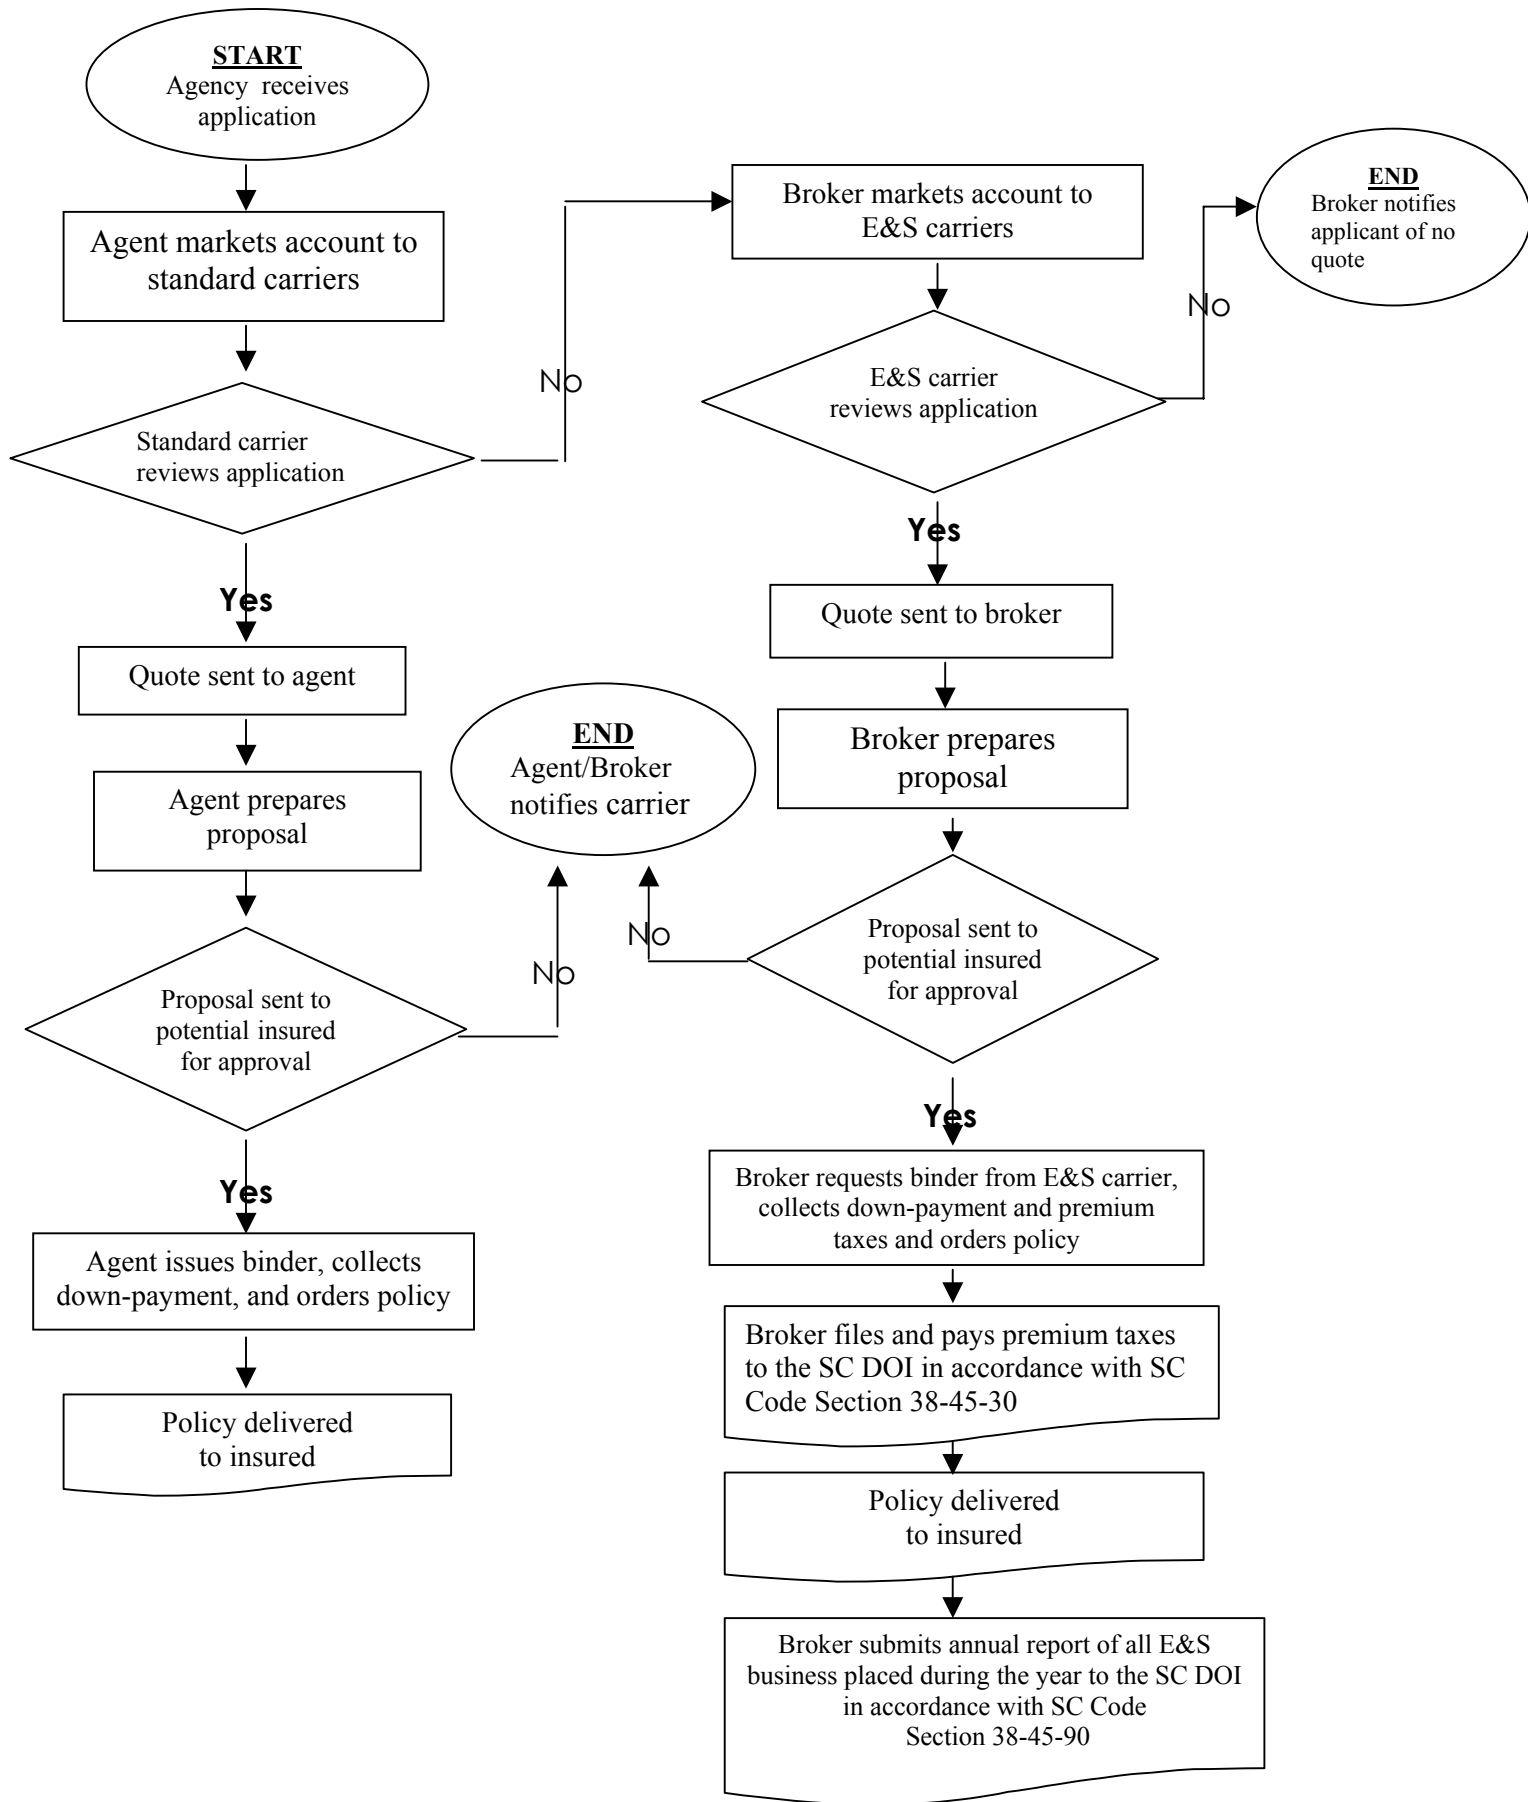 START
Agency  receives
application
Agent markets account to
standard carriers
No
Standard carrier
reviews application
Yes
Quote sent to agent
Agent prepares
proposal
Proposal sent to
potential insured
for approval
No
Yes
Agent issues binder, collects
down-payment, and orders policy
Policy delivered
to insured
END
Agent/Broker
notifies carrier
Broker markets account to
E&S carriers
END
Broker notifies
applicant of no
quote
No
E&S carrier
reviews application
Yes
Quote sent to broker
Broker prepares
proposal
No
Proposal sent to
potential insured
for approval
Yes
Broker requests binder from E&S carrier,
collects down-payment and premium
taxes and orders policy
Broker files and pays premium taxes
to the SC DOI in accordance with SC
Code Section 38-45-30
Policy delivered
to insured
Broker submits annual report of all E&S
business placed during the year to the SC DOI
in accordance with SC Code
Section 38-45-90